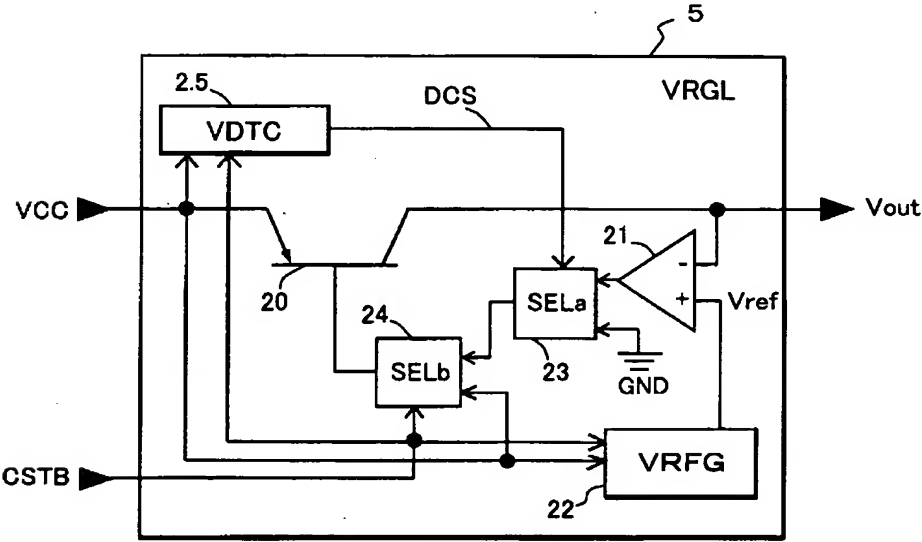 5
VRGL
2.5
VDTC
DCS
VCC
Vout
20
21
-
+
Vref
SELa
23
24
SELb
GND
CSTB
VRFG
22